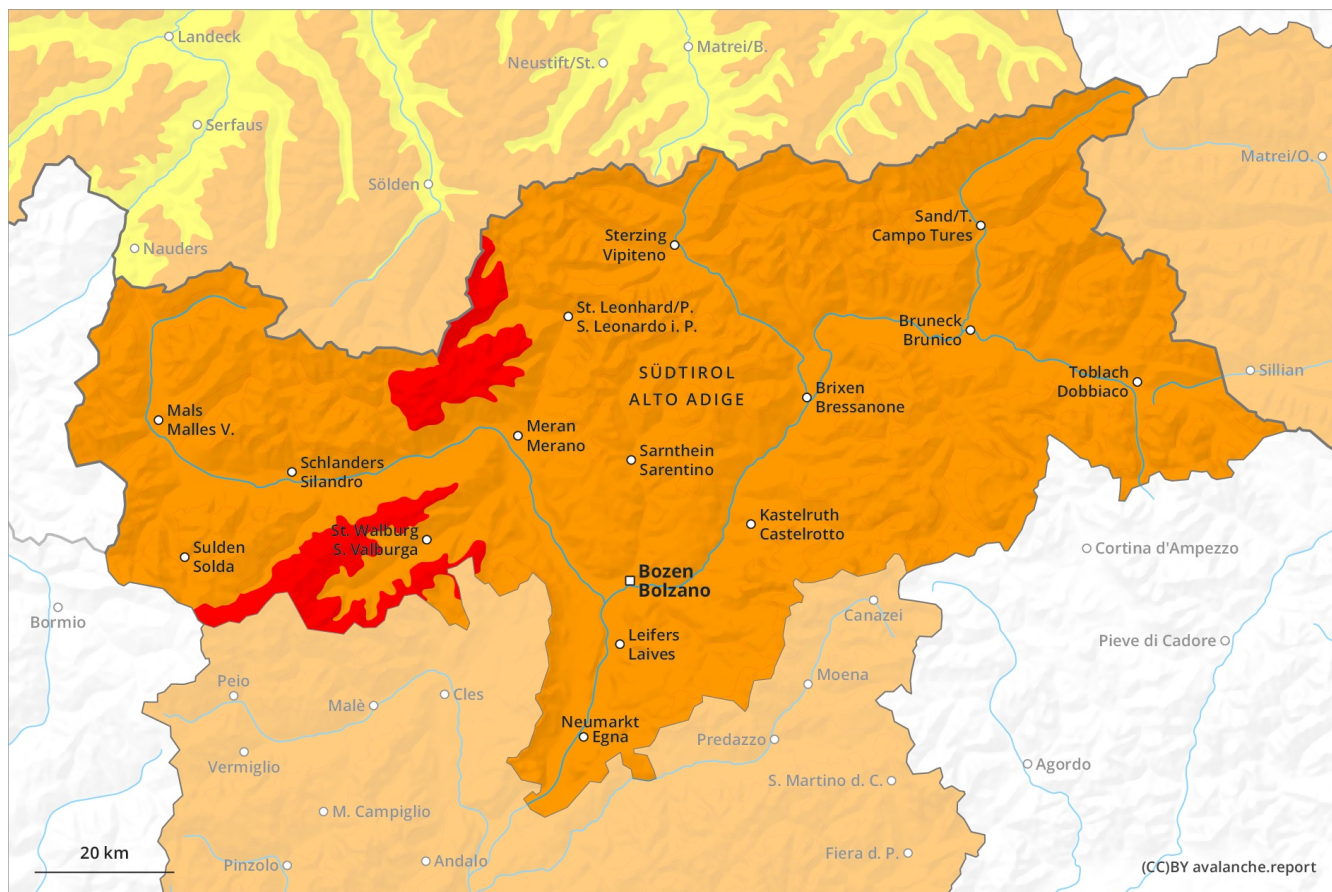 Landeck
Matrei/B.
Neustift/St.
Serfaus
Matrei/O.
Sölden
Sand/T.
Campo Tures
Sterzing
Vipiteno
Nauders
St. Leonhard/P.
S. Leonardo i. P.
Bruneck
Brunico
SÜDTIROL
ALTO ADIGE
Toblach
Dobbiaco
Sillian
Brixen
Bressanone
Mals
Malles V.
Meran
Merano
Sarnthein
Sarentino
Schlanders
Silandro
Kastelruth
Castelrotto
St. Walburg
S. Valburga
Sulden
Solda
Cortina d'Ampezzo
Bozen
Bolzano
Bormio
Canazei
Leifers
Laives
Pieve di Cadore
Peio
Moena
Malè
Cles
Neumarkt
Egna
Predazzo
Vermiglio
Agordo
S. Martino d. C.
M. Campiglio
20 km
Pinzolo
Andalo
Fiera d. P.
(CC)BY avalanche.report